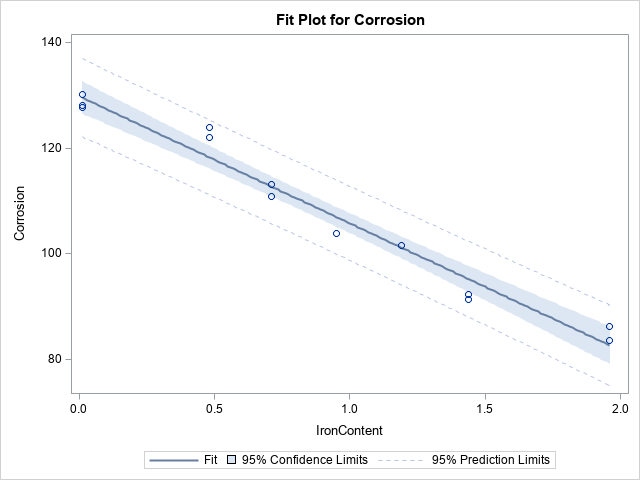 Fit Plot for Corrosion
140
120
100
80
Corrosion
0.0 0.5 1.0 1.5 2.0
IronContent
Fit 95% Confidence Limits 95% Prediction Limits